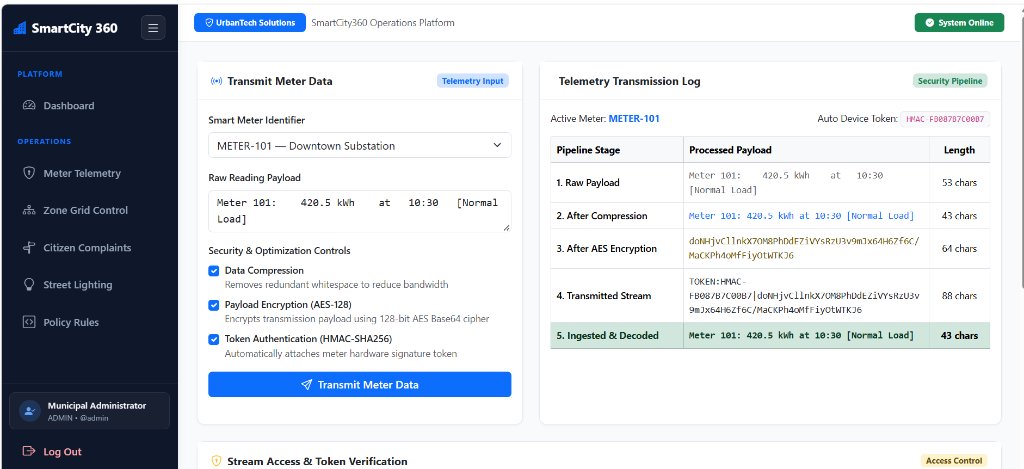 SmartCity 360
UrbanTech Solutions
SmartCity360 Operations Platform
System Online
PLATFORM
Dashboard
OPERATIONS
Meter Telemetry
Zone Grid Control
Citizen Complaints
Street Lighting
Policy Rules
Municipal Administrator
ADMIN • @admin
Log Out
Transmit Meter Data
Telemetry Input
Smart Meter Identifier
METER-101 — Downtown Substation
Raw Reading Payload
Meter 101:    420.5 kWh    at   10:30   [Normal
Load]
Security & Optimization Controls
Data Compression
Removes redundant whitespace to reduce bandwidth
Payload Encryption (AES-128)
Encrypts transmission payload using 128-bit AES Base64 cipher
Token Authentication (HMAC-SHA256)
Automatically attaches meter hardware signature token
Transmit Meter Data
Telemetry Transmission Log
Security Pipeline
Active Meter: METER-101
Auto Device Token: HMAC-FB087B7C00B7
Pipeline Stage Processed Payload Length
1. Raw Payload Meter 101:    420.5 kWh    at   10:30
[Normal Load] 53 chars
2. After Compression Meter 101: 420.5 kWh at 10:30 [Normal Load] 43 chars
3. After AES Encryption doNHjvCllnkX7OM8PhDdEZiVYsRzU3v9mJx64H6Zf6C/
MaCKPh4oMfFiyOtWTKJ6 64 chars
4. Transmitted Stream TOKEN:HMAC-
FB087B7C00B7|doNHjvCllnkX7OM8PhDdEZiVYsRzU3v
9mJx64H6Zf6C/MaCKPh4oMfFiyOtWTKJ6 88 chars
5. Ingested & Decoded Meter 101: 420.5 kWh at 10:30 [Normal Load] 43 chars
Stream Access & Token Verification
Access Control